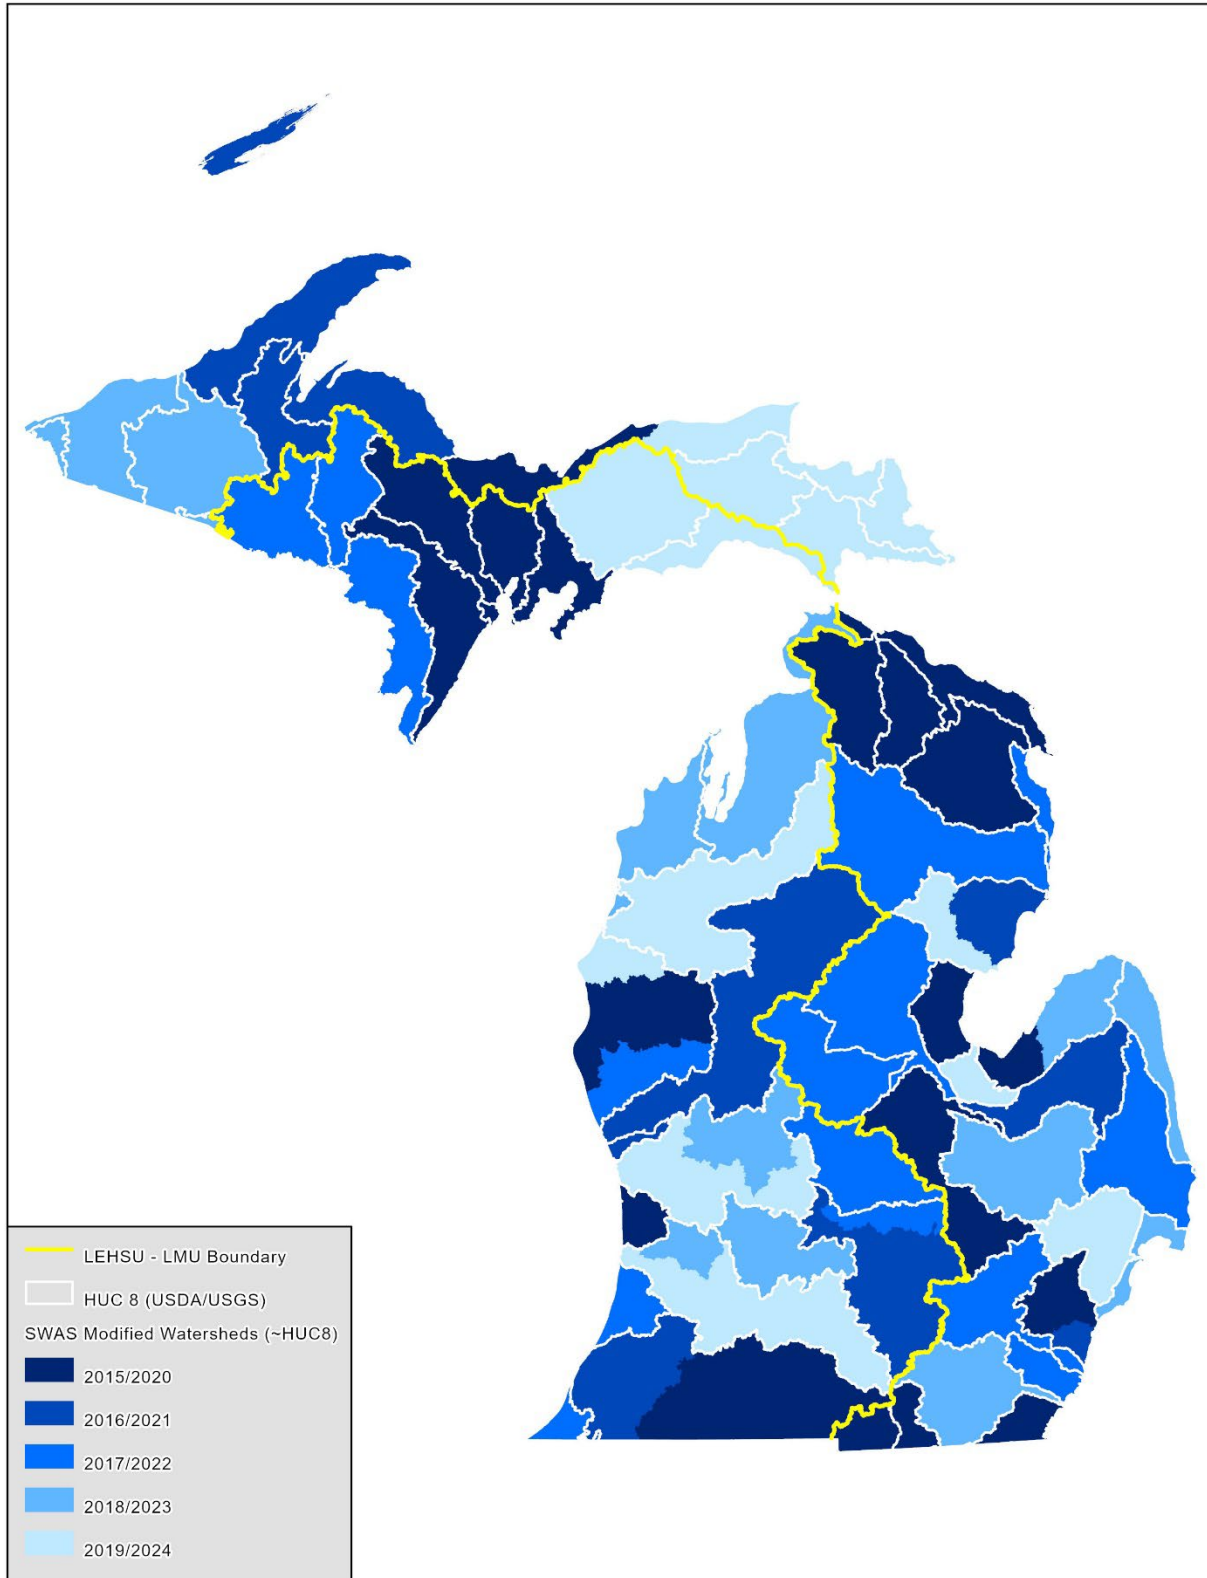 LEHSU - LMU Boundary
HUC 8 (USDA/USGS)
SWAS Modified Watersheds (~HUC8)
2015/2020
2016/2021
2017/2022
2018/2023
2019/2024